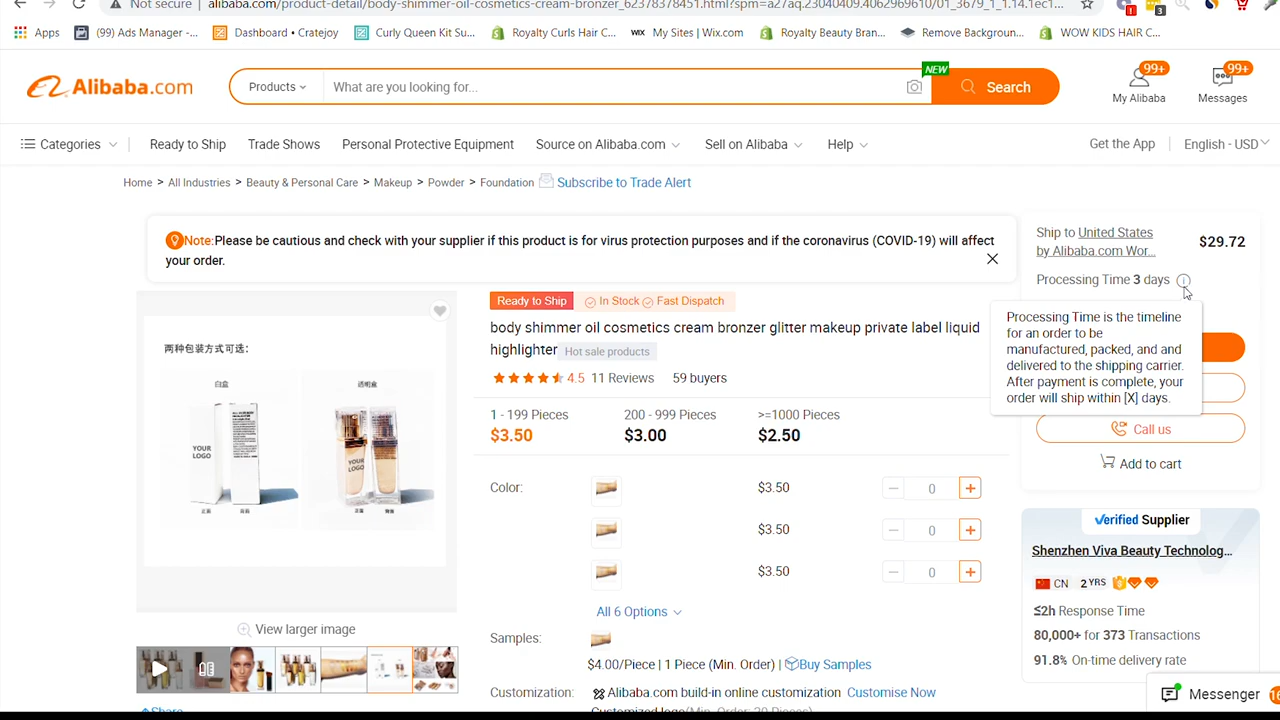 Not secure | alibaba.com/product-detail/body-shimmer-oil-cosmetics-cream-bronzer_62378378451.html?spm=a27aq.23040409.4062969610/01_3679_1_1.14.1ec1...
Apps (99) Ads Manager -... Dashboard • Cratejoy Curly Queen Kit Su... Royalty Curls Hair C... WIX My Sites | Wix.com Royalty Beauty Bran... Remove Backgroun... WOW KIDS HAIR C...
Alibaba.com
Products
What are you looking for...
NEW
Search
99+
My Alibaba
99+
Messages
Categories
Ready to Ship
Trade Shows
Personal Protective Equipment
Source on Alibaba.com
Sell on Alibaba
Help
Get the App
English - USD
Home > All Industries > Beauty & Personal Care > Makeup > Powder > Foundation Subscribe to Trade Alert
Note:Please be cautious and check with your supplier if this product is for virus protection purposes and if the coronavirus (COVID-19) will affect
your order.
两种包装方式可选:
白盒
透明盒
YOUR
LOGO
YOUR
LOGO
正面
背面
正面
背面
View larger image
Share
Ready to Ship In Stock Fast Dispatch
body shimmer oil cosmetics cream bronzer glitter makeup private label liquid
highlighter Hot sale products
4.5 11 Reviews 59 buyers
1 - 199 Pieces
$3.50
200 - 999 Pieces
$3.00
>=1000 Pieces
$2.50
Color:
$3.50
0
$3.50
0
$3.50
0
All 6 Options
Samples:
$4.00/Piece | 1 Piece (Min. Order) | Buy Samples
Customization: Alibaba.com build-in online customization Customise Now
Customized logo(Min. Order: 20 Pieces)
Ship to United States
by Alibaba.com Wor...
$29.72
Processing Time 3 days
Processing Time is the timeline
for an order to be
manufactured, packed, and and
delivered to the shipping carrier.
After payment is complete, your
order will ship within [X] days.
Call us
Add to cart
Verified Supplier
Shenzhen Viva Beauty Technolog...
CN 2 YRS
≤2h Response Time
80,000+ for 373 Transactions
91.8% On-time delivery rate
Messenger